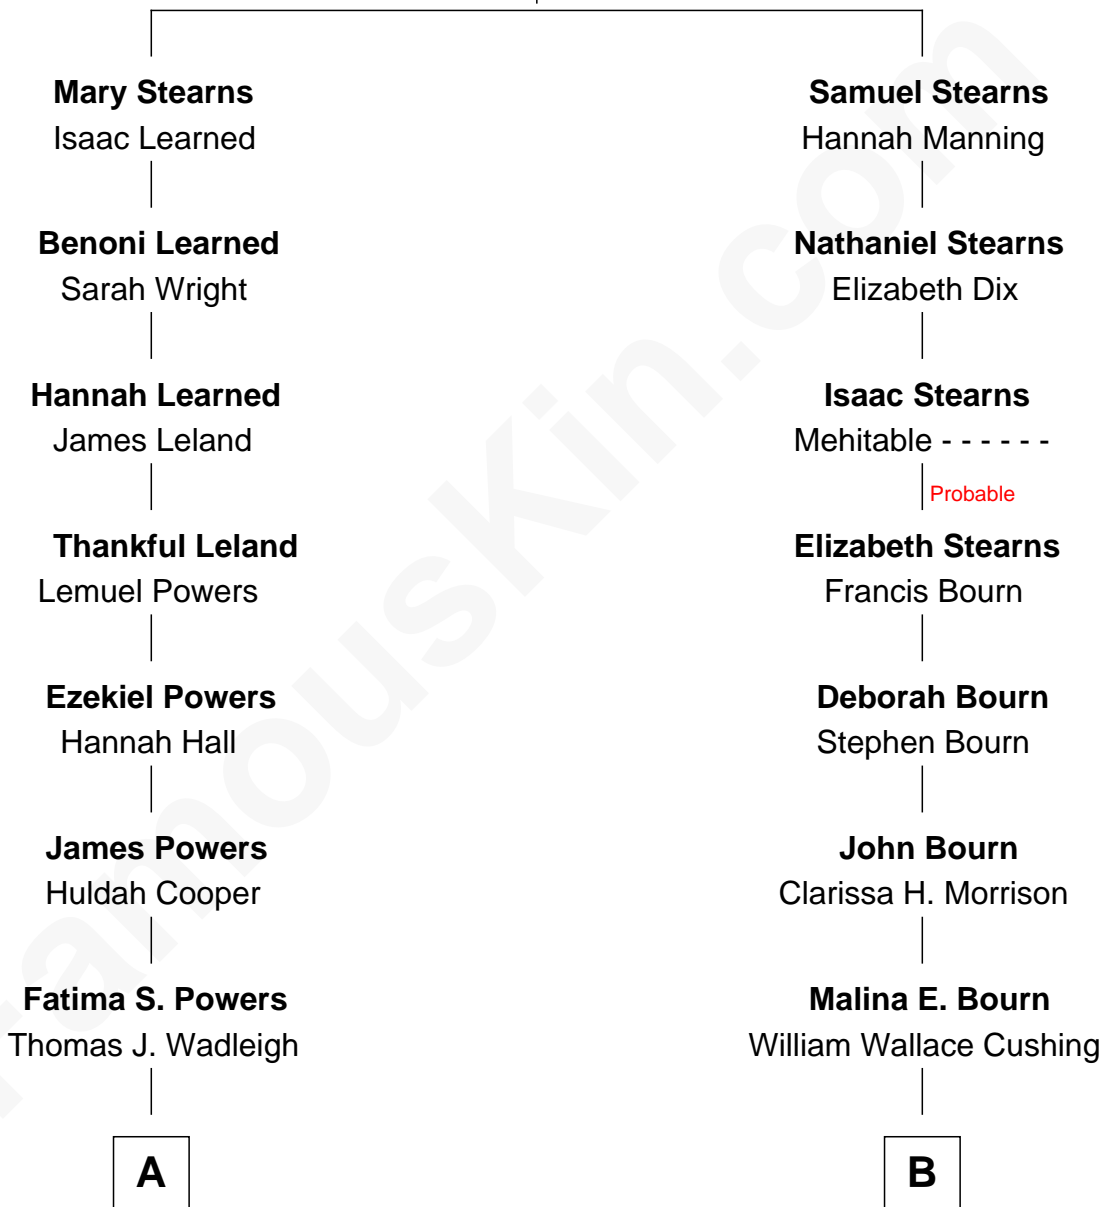 Mary Stearns
Isaac Learned
Benoni Learned
Sarah Wright
Hannah Learned
James Leland
Thankful Leland
Lemuel Powers
Ezekiel Powers
Hannah Hall
James Powers
Huldah Cooper
Fatima S. Powers
Thomas J. Wadleigh
A
Samuel Stearns
Hannah Manning
Nathaniel Stearns
Elizabeth Dix
Isaac Stearns
Mehitable - - - - - -
Probable
Elizabeth Stearns
Francis Bourn
Deborah Bourn
Stephen Bourn
John Bourn
Clarissa H. Morrison
Malina E. Bourn
William Wallace Cushing
B
FamousKin.com